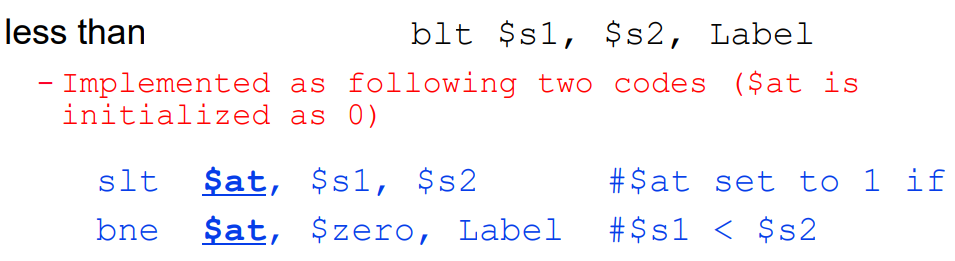 less than blt $s1, $s2, Label
- Implemented as following two codes ($at is
initialized as 0)
slt $at, $s1, $s2 #$at set to 1 if
bne $at, $zero, Label #$s1 < $s2